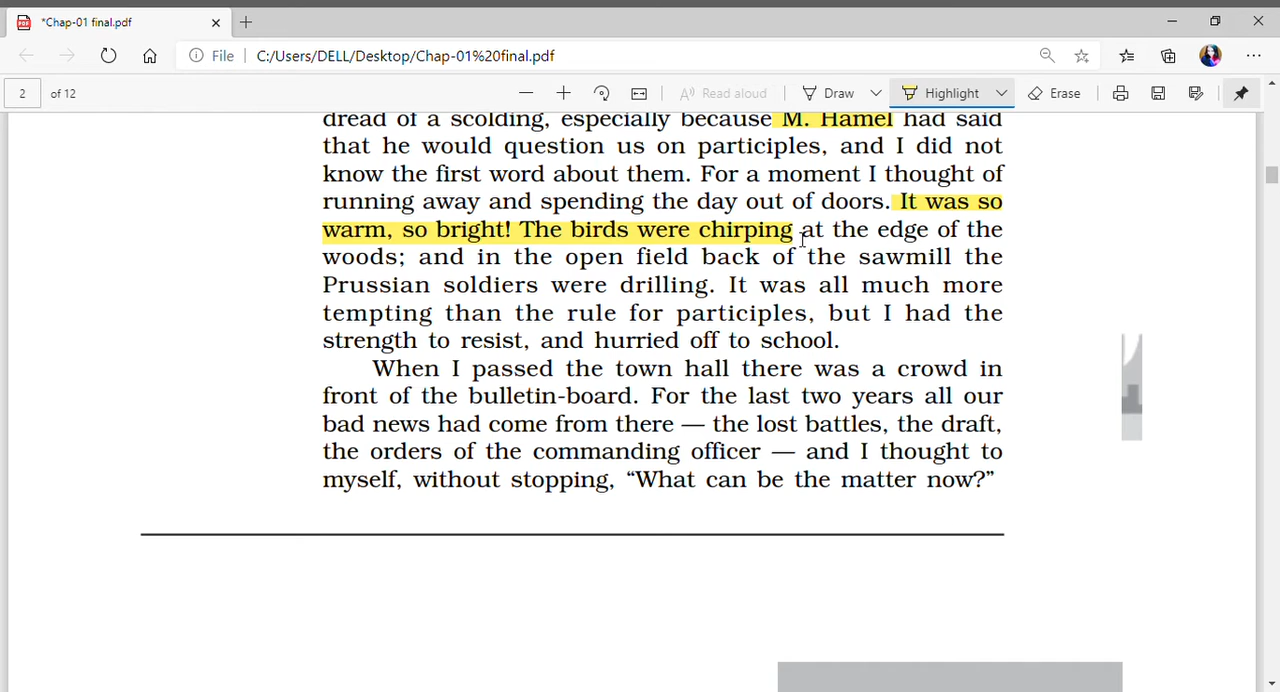 *Chap-01 final.pdf
File C:/Users/DELL/Desktop/Chap-01%20final.pdf
2 of 12 Read aloud Draw Highlight Erase
dread of a scolding, especially because M. Hamel had said
that he would question us on participles, and I did not
know the first word about them. For a moment I thought of
running away and spending the day out of doors. It was so
warm, so bright! The birds were chirping at the edge of the
woods; and in the open field back of the sawmill the
Prussian soldiers were drilling. It was all much more
tempting than the rule for participles, but I had the
strength to resist, and hurried off to school.
When I passed the town hall there was a crowd in
front of the bulletin-board. For the last two years all our
bad news had come from there — the lost battles, the draft,
the orders of the commanding officer — and I thought to
myself, without stopping, “What can be the matter now?”